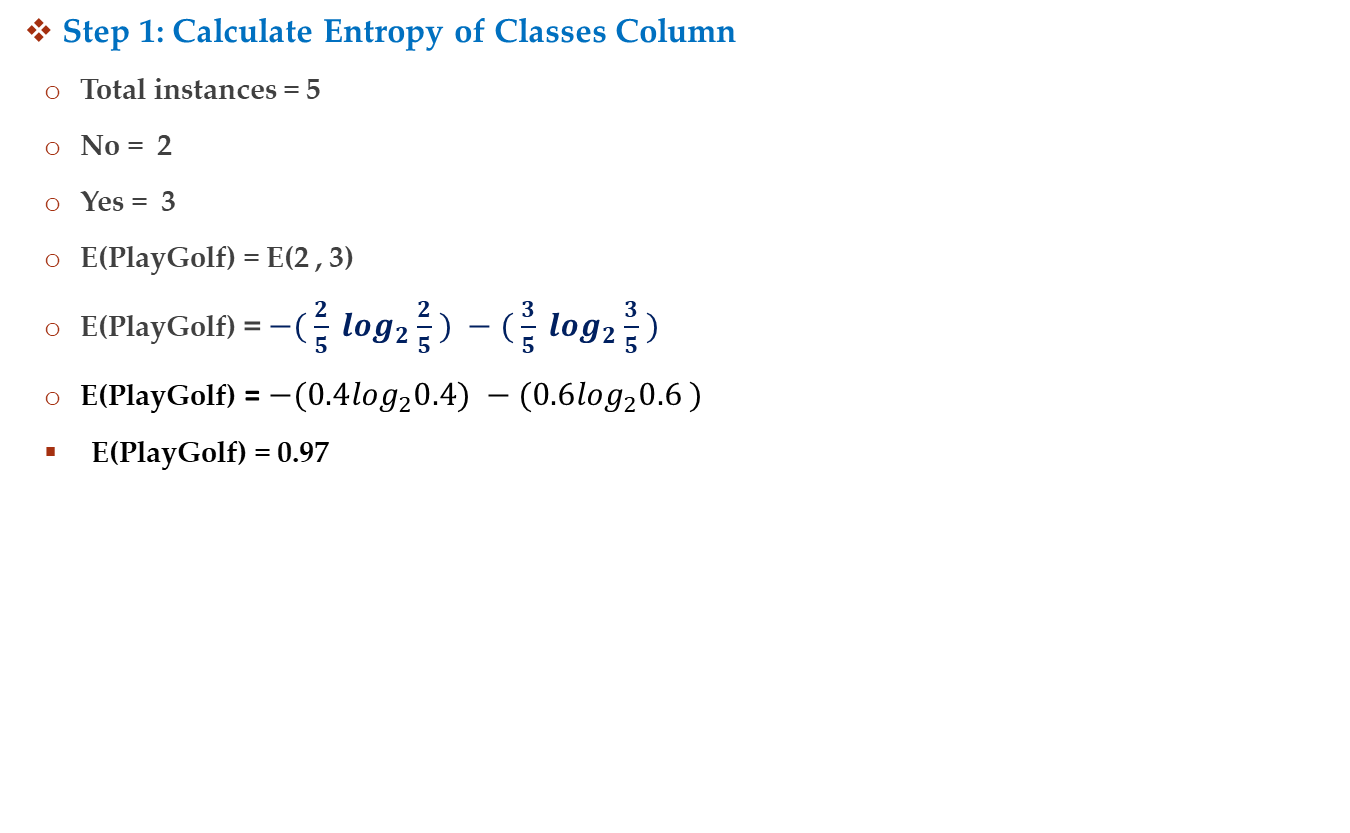 ❖ Step 1: Calculate Entropy of Classes Column
o Total instances = 5
o No = 2
o Yes = 3
o E(PlayGolf) = E(2 , 3)
o E(PlayGolf) = −( 2/5 log₂ 2/5 ) − ( 3/5 log₂ 3/5 )
o E(PlayGolf) = −(0.4log₂0.4) − (0.6log₂0.6 )
▪ E(PlayGolf) = 0.97